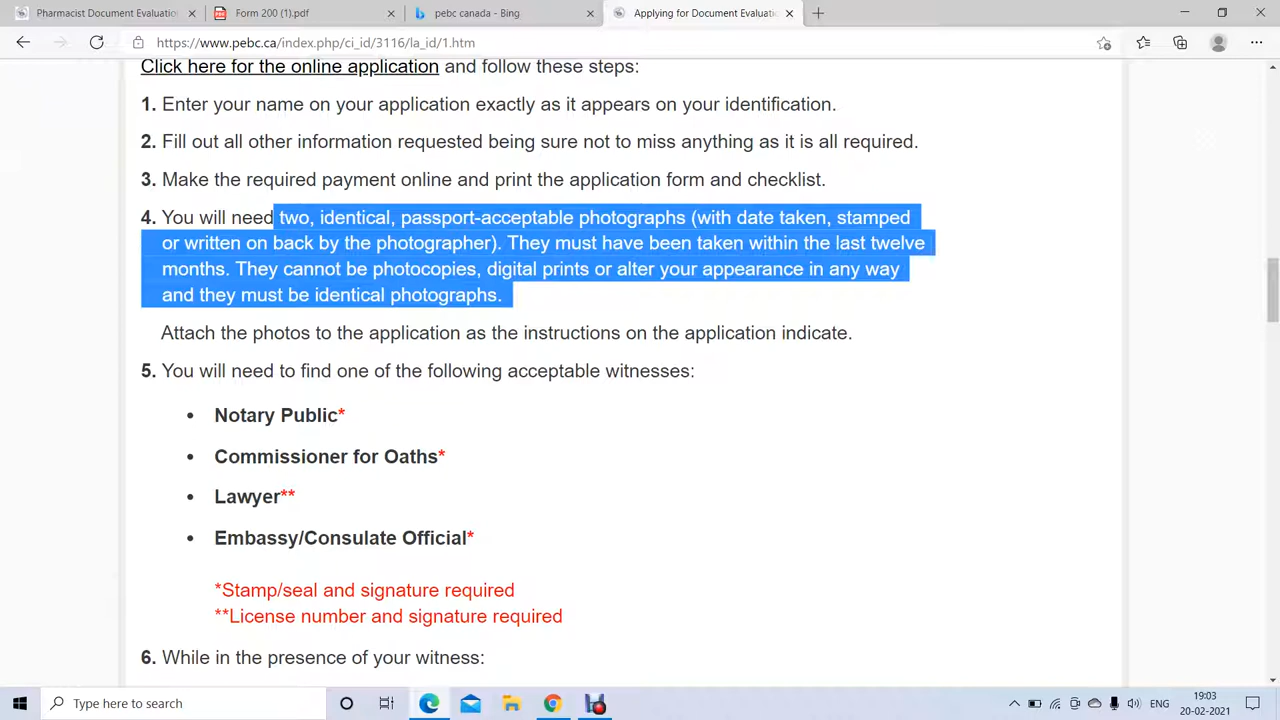 Pharmacist Document Evaluation
Form 200 (1).pdf
pebc canada - Bing
Applying for Document Evaluatio
https://www.pebc.ca/index.php/ci_id/3116/la_id/1.htm
Click here for the online application and follow these steps:
1. Enter your name on your application exactly as it appears on your identification.
2. Fill out all other information requested being sure not to miss anything as it is all required.
3. Make the required payment online and print the application form and checklist.
4. You will need two, identical, passport-acceptable photographs (with date taken, stamped
or written on back by the photographer). They must have been taken within the last twelve
months. They cannot be photocopies, digital prints or alter your appearance in any way
and they must be identical photographs.
Attach the photos to the application as the instructions on the application indicate.
5. You will need to find one of the following acceptable witnesses:
• Notary Public*
• Commissioner for Oaths*
• Lawyer**
• Embassy/Consulate Official*
*Stamp/seal and signature required
**License number and signature required
6. While in the presence of your witness:
Type here to search
ENG
19:03
20-02-2021